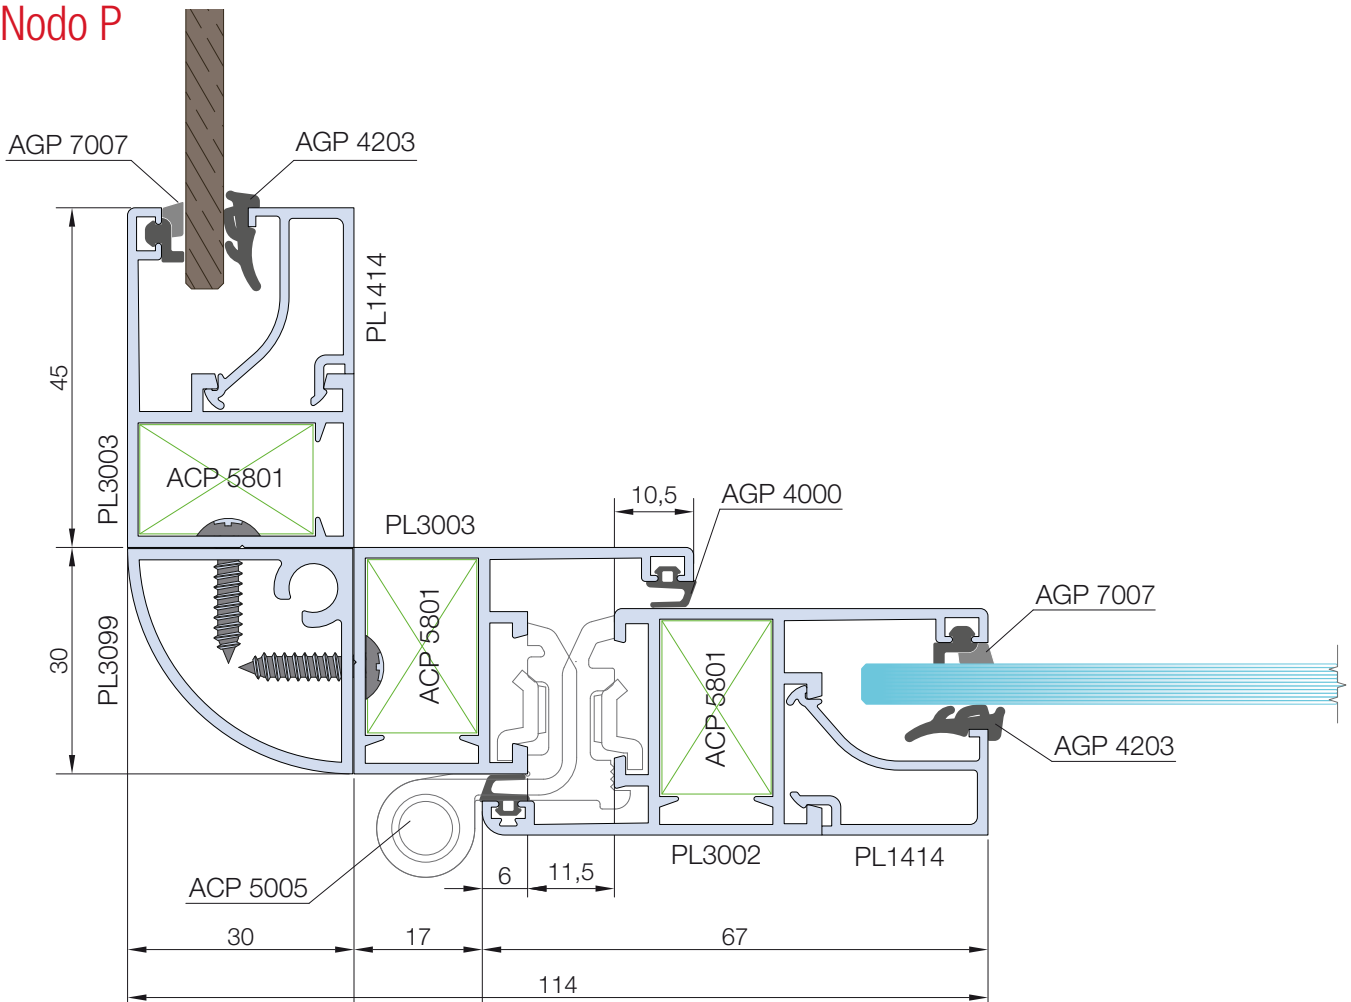 Nodo P
AGP 7007
AGP 4203
PL1414
45
PL3003
ACP 5801
PL3003
10,5
AGP 4000
AGP 7007
30
PL3099
ACP 5801
ACP 5801
AGP 4203
PL3002
PL1414
ACP 5005
6
11,5
30
17
67
114